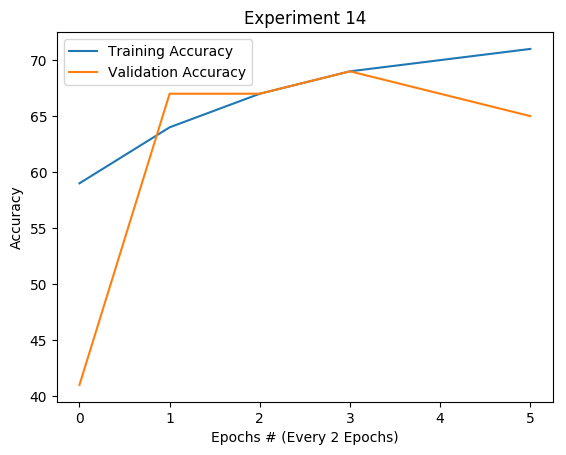 Experiment 14
Training Accuracy
Validation Accuracy
Accuracy
70
65
60
55
50
45
40
0 1 2 3 4 5
Epochs # (Every 2 Epochs)